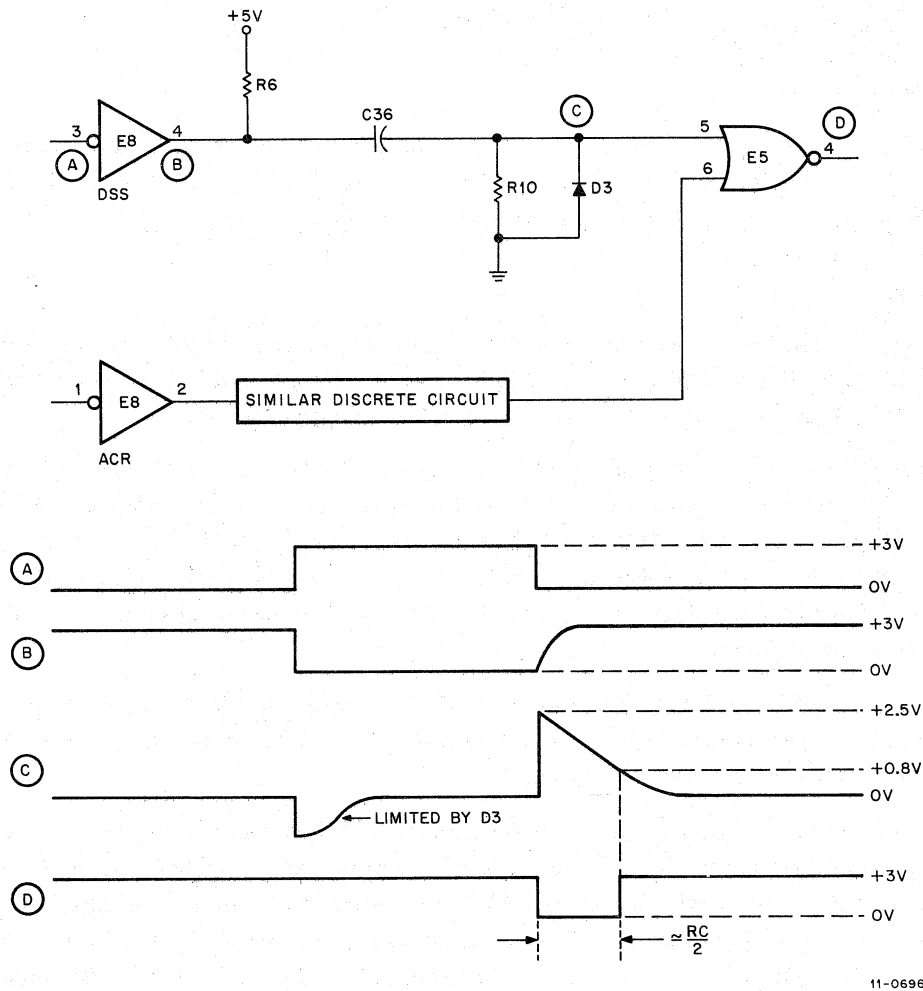 +5V
R6
C36
C
D
3
E8
4
5
E5
4
A
B
R10
D3
6
DSS
1
E8
2
SIMILAR DISCRETE CIRCUIT
ACR
A
+3V
0V
B
+3V
0V
+2.5V
C
+0.8V
0V
LIMITED BY D3
D
+3V
0V
≃ RC/2
11-0696